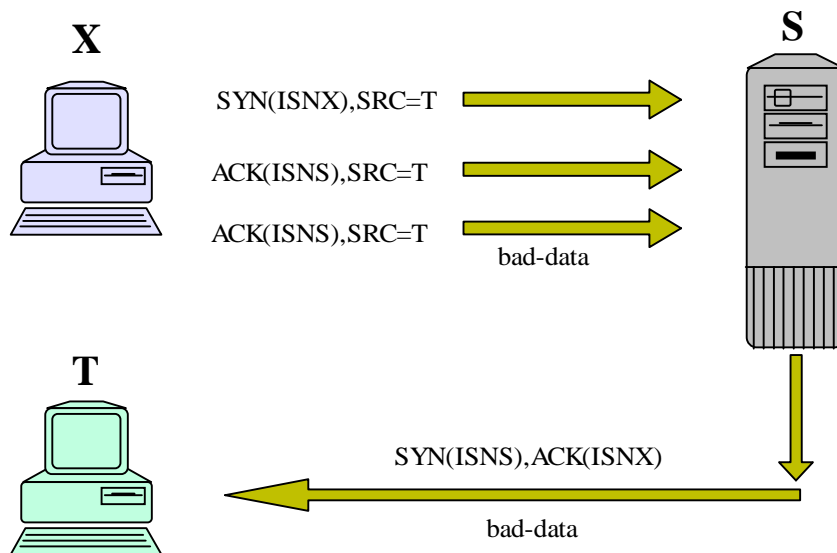 X
S
SYN(ISNX),SRC=T
ACK(ISNS),SRC=T
ACK(ISNS),SRC=T
bad-data
T
SYN(ISNS),ACK(ISNX)
bad-data